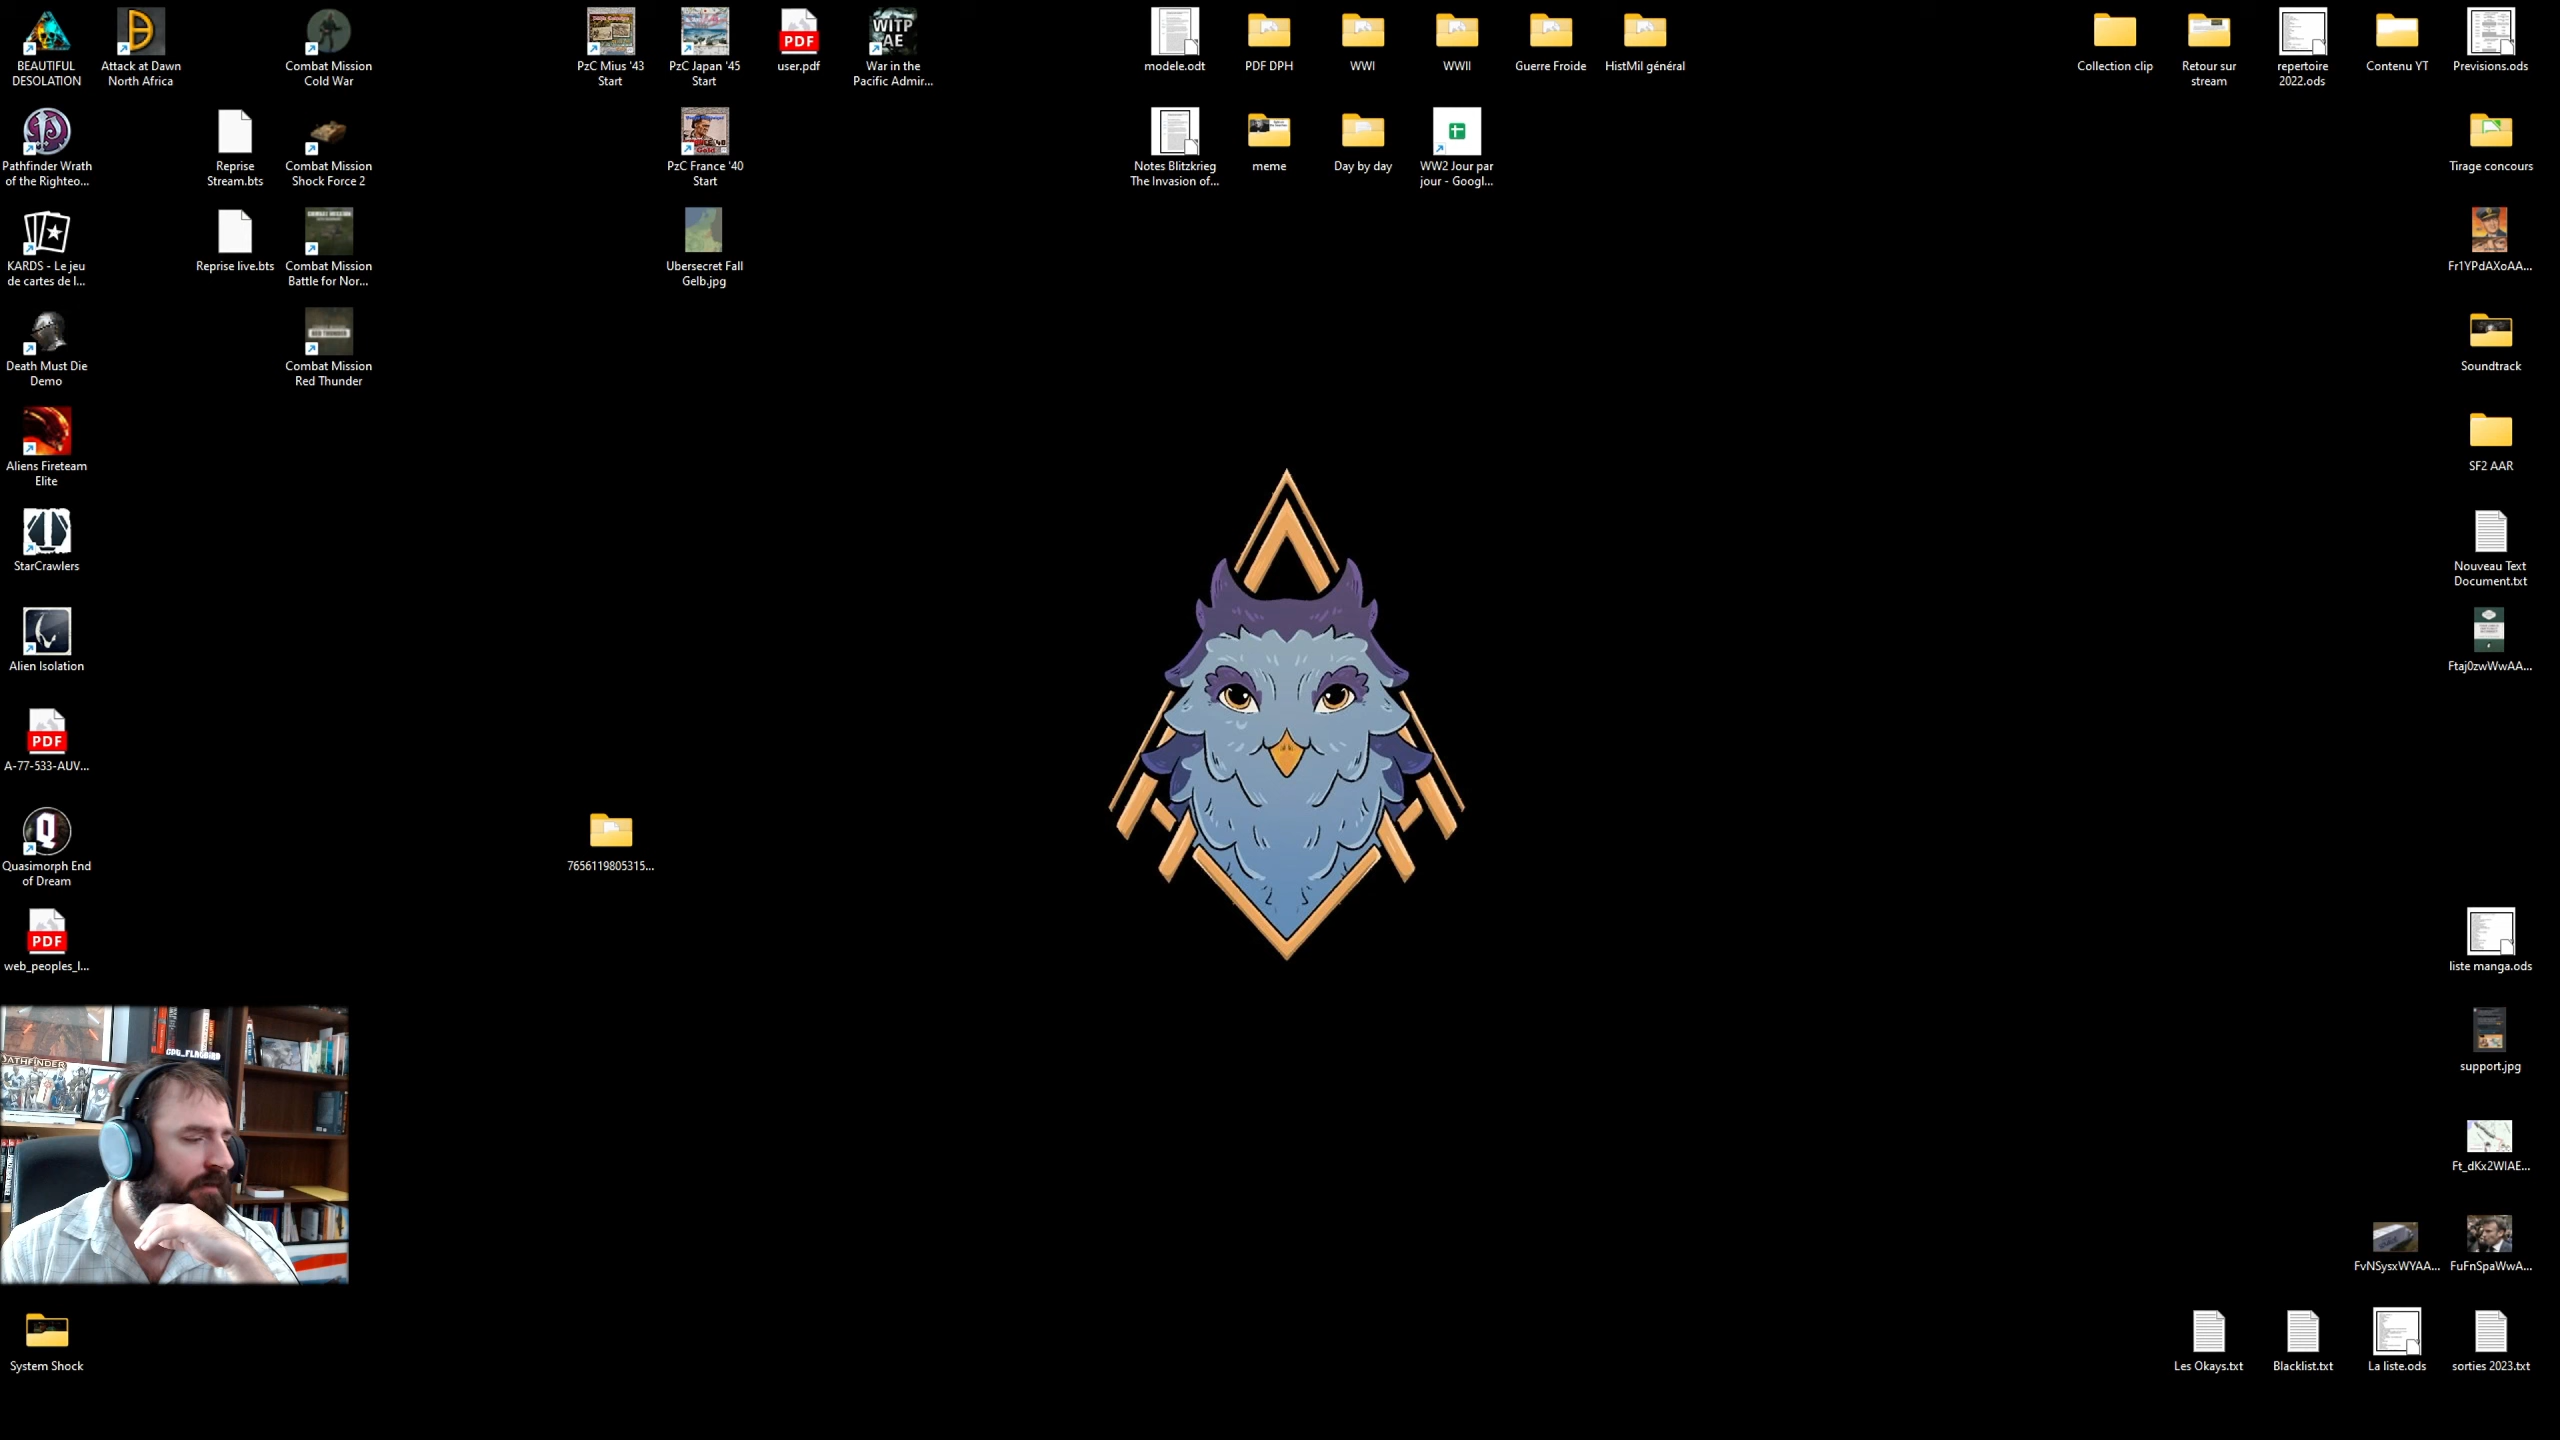 BEAUTIFUL
DESOLATION
Attack at Dawn
North Africa
Combat Mission
Cold War
PzC Mius '43
Start
PzC Japan '45
Start
PDF
user.pdf
WITP
AE
War in the
Pacific Admir...
modele.odt
PDF DPH
WWI
WWII
Guerre Froide
HistMil général
Collection clip
Retour sur
stream
repertoire
2022.ods
Contenu YT
Previsions.ods
Pathfinder Wrath
of the Righteo...
Reprise
Stream.bts
Combat Mission
Shock Force 2
PzC France '40
Start
Notes Blitzkrieg
The Invasion of...
meme
Day by day
WW2 Jour par
jour - Googl...
Tirage concours
KARDS - Le jeu
de cartes de l...
Reprise live.bts
Combat Mission
Battle for Nor...
Ubersecret Fall
Gelb.jpg
Fr1YPdAXoAA...
Death Must Die
Demo
RED THUNDER
Combat Mission
Red Thunder
Soundtrack
Aliens Fireteam
Elite
SF2 AAR
StarCrawlers
Nouveau Text
Document.txt
Alien Isolation
Ftaj0zwWwAA...
PDF
A-77-533-AUV...
Quasimorph End
of Dream
7656119805315...
PDF
web_peoples_l...
liste manga.ods
CPT_FLAGBIRD
PATHFINDER
support.jpg
Ft_dKx2WIAE...
FvNSysxWYAA...
FuFnSpaWwA...
System Shock
Les Okays.txt
Blacklist.txt
La liste.ods
sorties 2023.txt